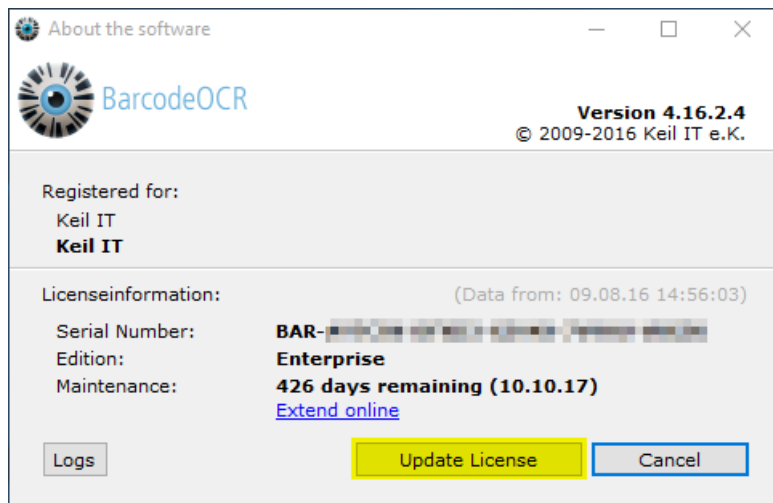 About the software
BarcodeOCR
Version 4.16.2.4
© 2009-2016 Keil IT e.K.
Registered for:
Keil IT
Keil IT
Licenseinformation: (Data from: 09.08.16 14:56:03)
Serial Number: BAR-
Edition: Enterprise
Maintenance: 426 days remaining (10.10.17)
Extend online
Logs Update License Cancel